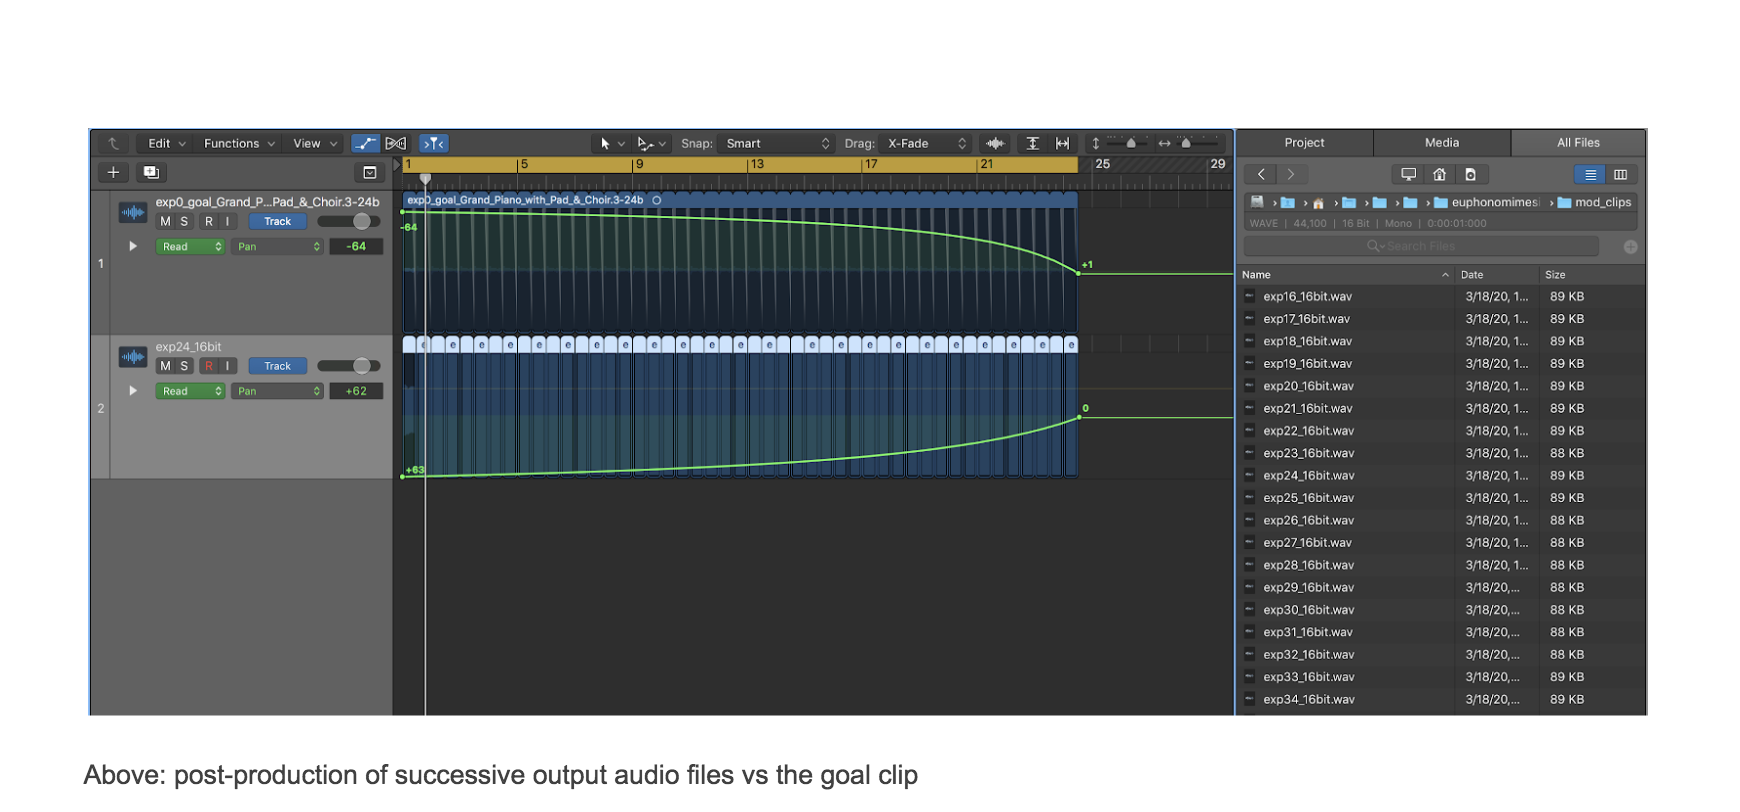 Edit Functions View Snap: Smart Drag: X-Fade
1 5 9 13 17 21 25 29
exp0_goal_Grand_P...Pad_&_Choir.3-24b
M S R I Track
Read Pan -64
1
exp0_goal_Grand_Piano_with_Pad_&_Choir.3-24b
-64
+1
exp24_16bit
M S R I Track
Read Pan +62
2
e e e e e e e e e e e e e e e e e e e e e e e
+63
0
Project Media All Files
euphonomimesi mod_clips
WAVE | 44,100 | 16 Bit | Mono | 0:00:01:000
Search Files
Name Date Size
exp16_16bit.wav 3/18/20, 1... 89 KB
exp17_16bit.wav 3/18/20, 1... 89 KB
exp18_16bit.wav 3/18/20, 1... 89 KB
exp19_16bit.wav 3/18/20, 1... 89 KB
exp20_16bit.wav 3/18/20, 1... 89 KB
exp21_16bit.wav 3/18/20, 1... 89 KB
exp22_16bit.wav 3/18/20, 1... 89 KB
exp23_16bit.wav 3/18/20, 1... 88 KB
exp24_16bit.wav 3/18/20, 1... 89 KB
exp25_16bit.wav 3/18/20, 1... 89 KB
exp26_16bit.wav 3/18/20, 1... 88 KB
exp27_16bit.wav 3/18/20, 1... 88 KB
exp28_16bit.wav 3/18/20, 1... 88 KB
exp29_16bit.wav 3/18/20,... 88 KB
exp30_16bit.wav 3/18/20,... 89 KB
exp31_16bit.wav 3/18/20,... 88 KB
exp32_16bit.wav 3/18/20,... 88 KB
exp33_16bit.wav 3/18/20,... 89 KB
exp34_16bit.wav 3/18/20,... 89 KB
Above: post-production of successive output audio files vs the goal clip